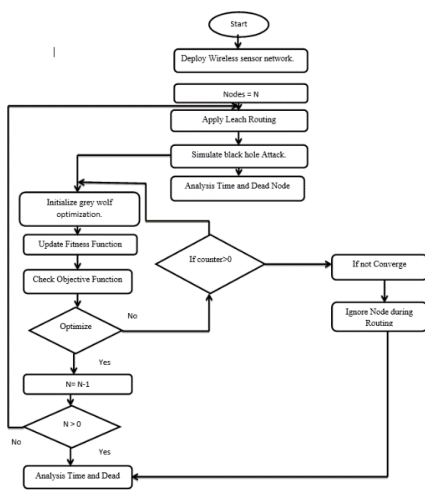 Start
Deploy Wireless sensor network.
Nodes = N
Apply Leach Routing
Simulate black hole Attack.
Analysis Time and Dead Node
Initialize grey wolf
optimization.
Update Fitness Function
Check Objective Function
Optimize
No
Yes
N= N-1
N > 0
No
Yes
Analysis Time and Dead
If counter>0
If not Converge
Ignore Node during
Routing